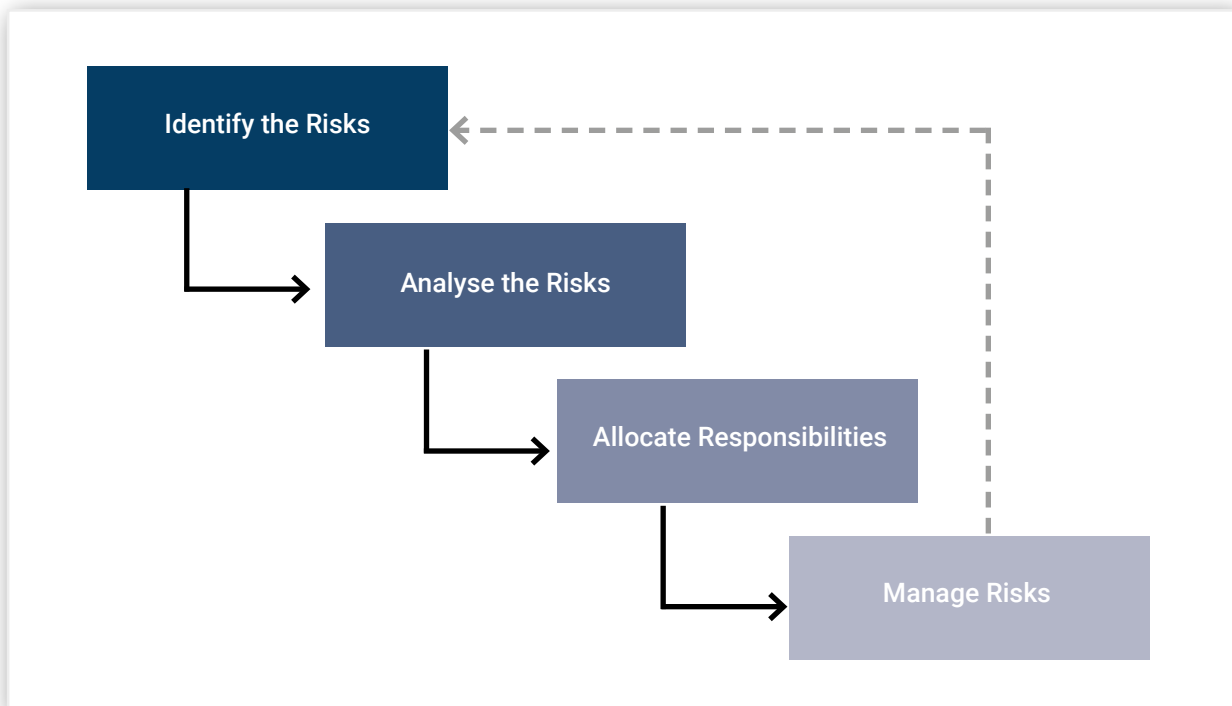 Identify the Risks
Analyse the Risks
Allocate Responsibilities
Manage Risks